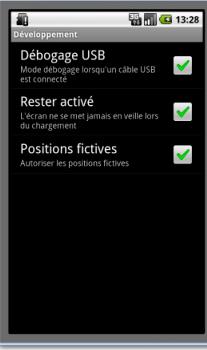 3G
13:28
Développement
Débogage USB
Mode débogage lorsqu'un câble USB
est connecté
Rester activé
L'écran ne se met jamais en veille lors
du chargement
Positions fictives
Autoriser les positions fictives